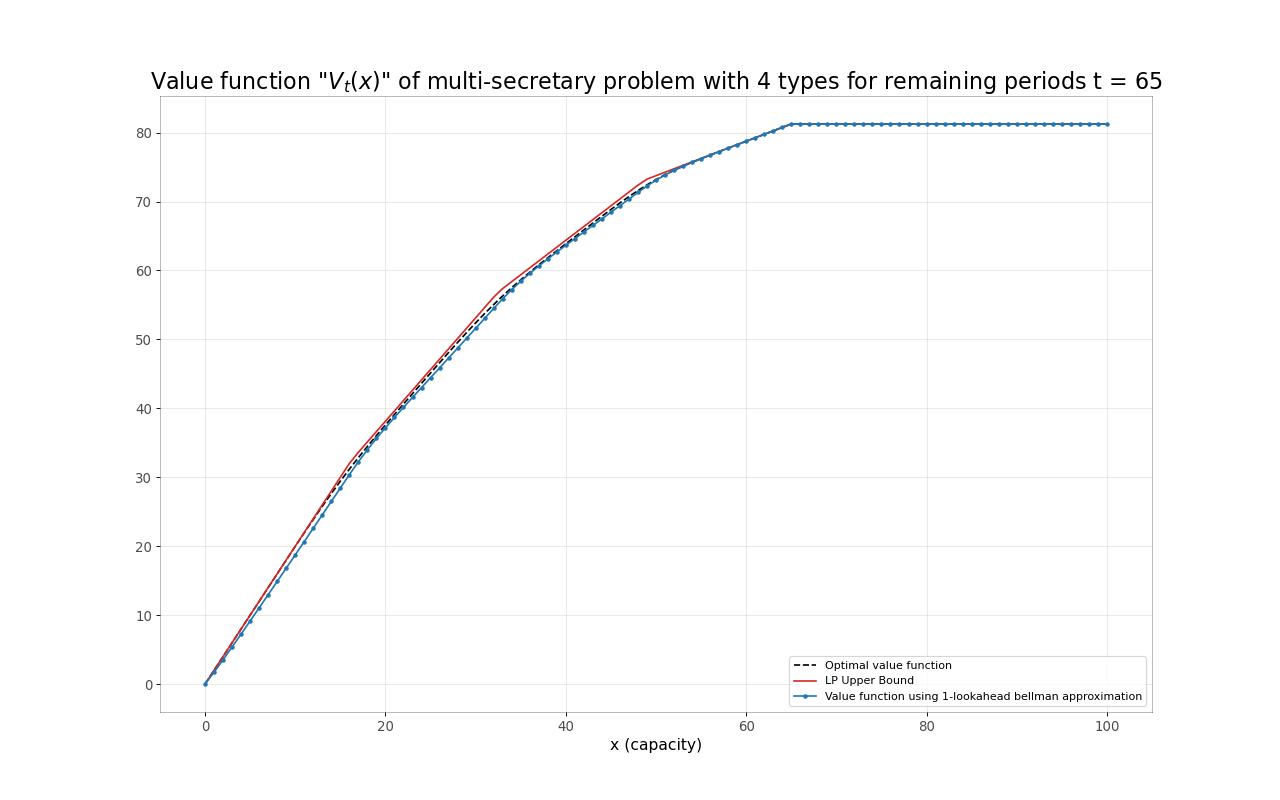 Value function "V_t(x)" of multi-secretary problem with 4 types for remaining periods t = 65
80
70
60
50
40
30
20
10
0
0 20 40 60 80 100
x (capacity)
Optimal value function
LP Upper Bound
Value function using 1-lookahead bellman approximation